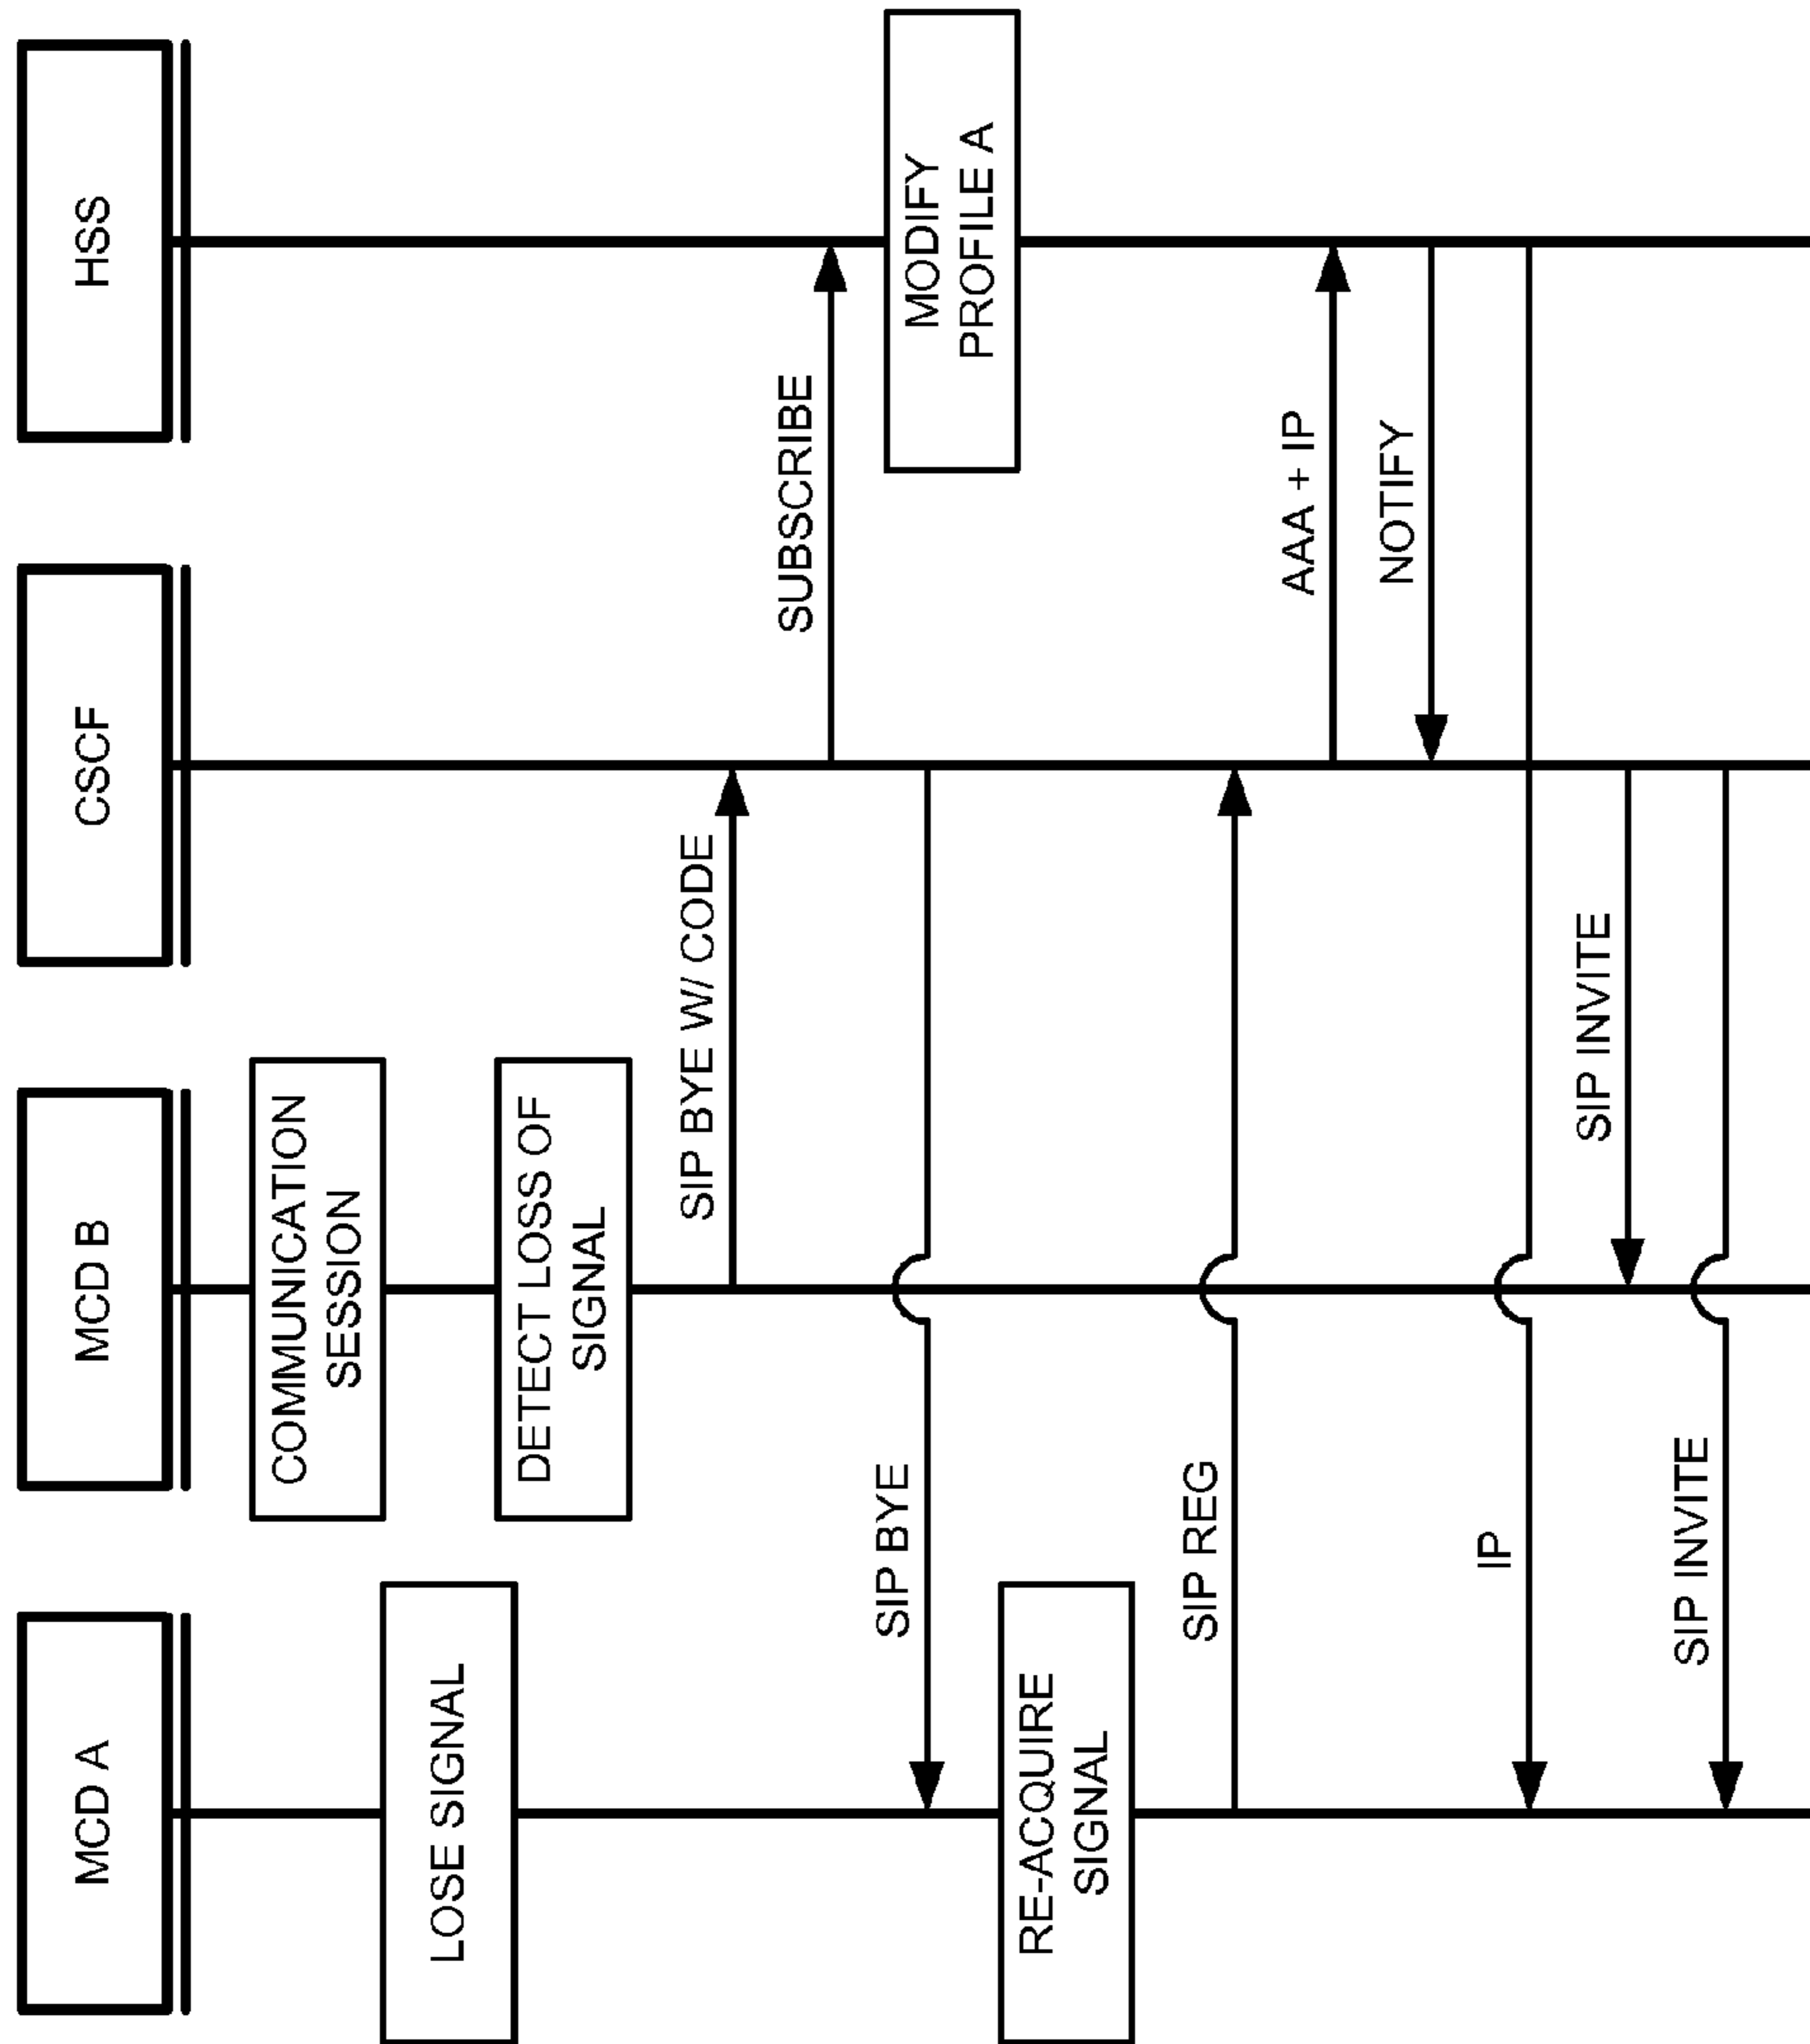 MCD A
MCD B
CSCF
HSS
COMMUNICATION
SESSION
LOSE SIGNAL
DETECT LOSS OF
SIGNAL
SIP BYE W/ CODE
SUBSCRIBE
SIP BYE
MODIFY
PROFILE A
RE-ACQUIRE
SIGNAL
SIP REG
AAA + IP
NOTIFY
IP
SIP INVITE
SIP INVITE